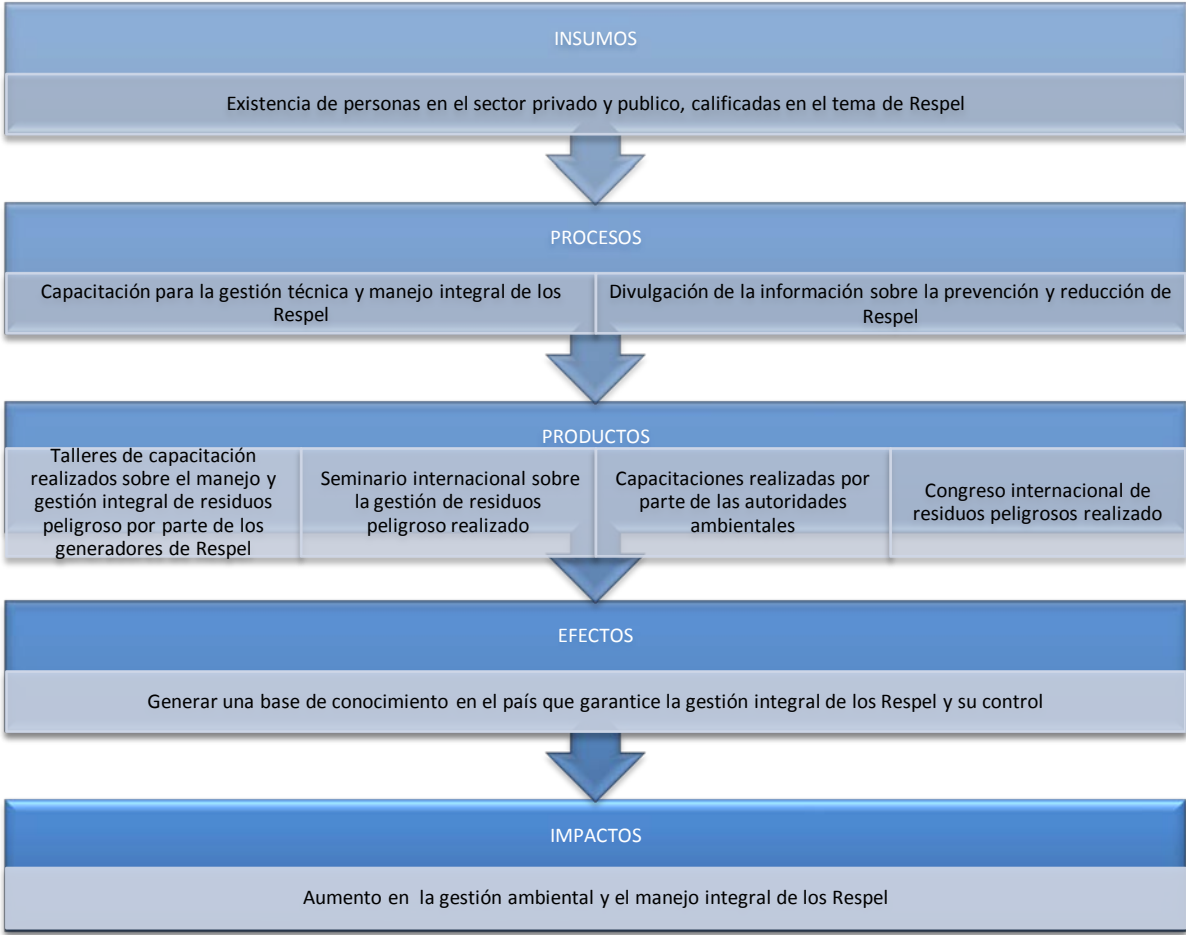 INSUMOS
Existencia de personas en el sector privado y publico, calificadas en el tema de Respel
PROCESOS
Capacitación para la gestión técnica y manejo integral de los
Respel
Divulgación de la información sobre la prevención y reducción de
Respel
PRODUCTOS
Talleres de capacitación
realizados sobre el manejo y
gestión integral de residuos
peligroso por parte de los
generadores de Respel
Seminario internacional sobre
la gestión de residuos
peligroso realizado
Capacitaciones realizadas por
parte de las autoridades
ambientales
Congreso internacional de
residuos peligrosos realizado
EFECTOS
Generar una base de conocimiento en el país que garantice la gestión integral de los Respel y su control
IMPACTOS
Aumento en la gestión ambiental y el manejo integral de los Respel